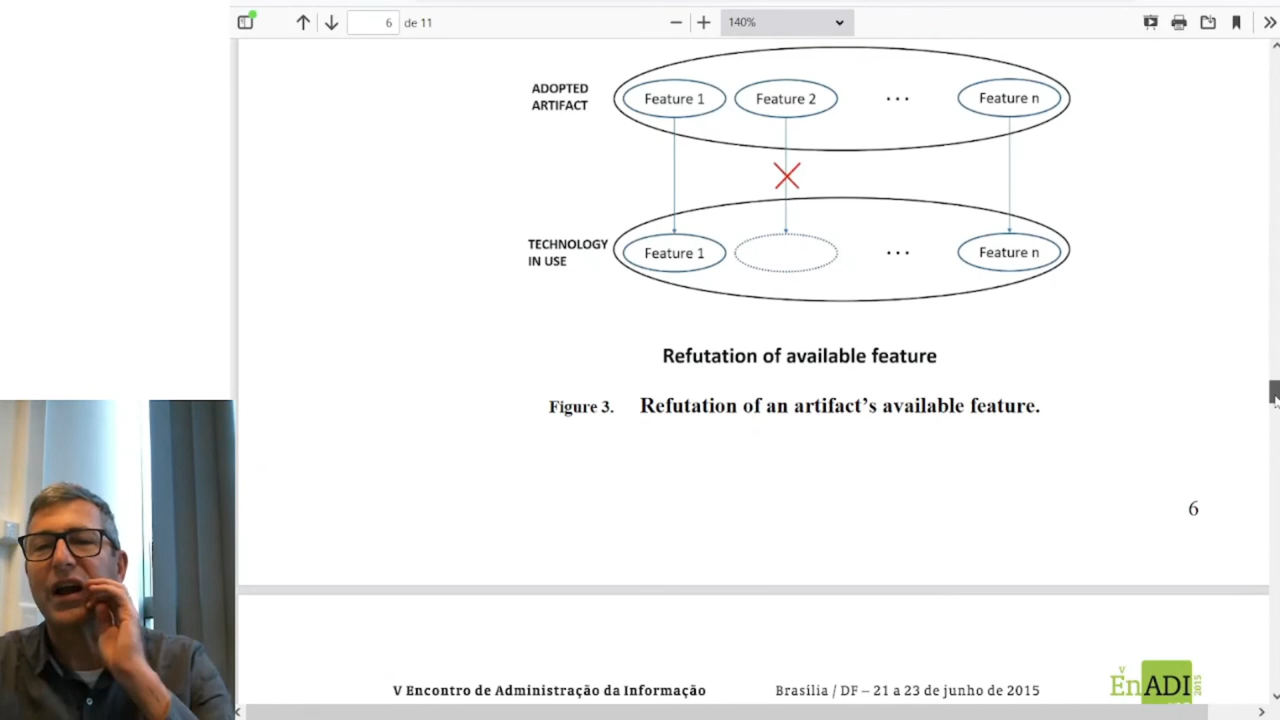 6 de 11
140%
ADOPTED
ARTIFACT
Feature 1
Feature 2
...
Feature n
TECHNOLOGY
IN USE
Feature 1
...
Feature n
Refutation of available feature
Figure 3. Refutation of an artifact's available feature.
6
V Encontro de Administração da Informação Brasília / DF – 21 a 23 de junho de 2015
V
EnADI
2015